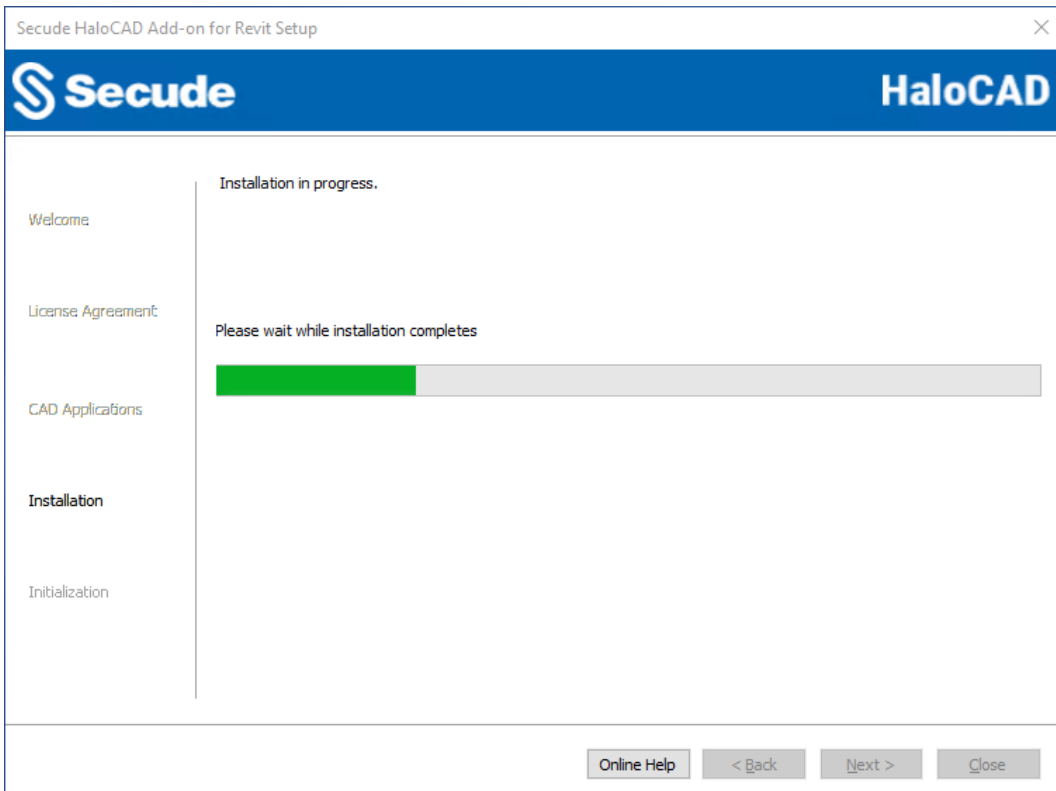 Secude HaloCAD Add-on for Revit Setup
Secude
HaloCAD
Installation in progress.
Welcome
License Agreement
Please wait while installation completes
CAD Applications
Installation
Initialization
Online Help
< Back
Next >
Close